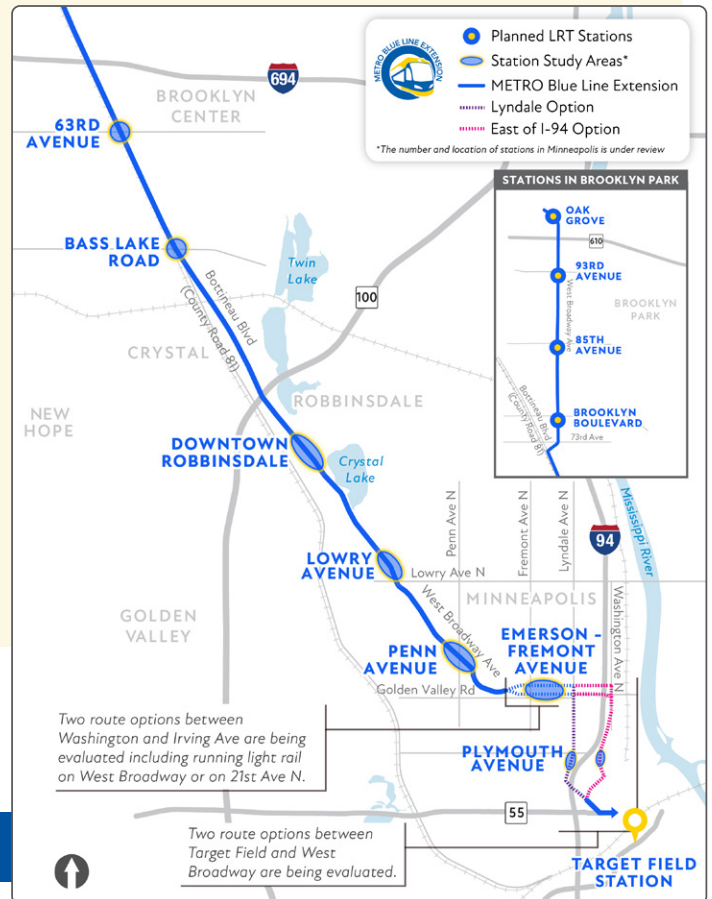 METRO BLUE LINE EXTENSION
Planned LRT Stations
Station Study Areas*
METRO Blue Line Extension
Lyndale Option
East of I-94 Option
*The number and location of stations in Minneapolis is under review
694
BROOKLYN
CENTER
63RD
AVENUE
BASS LAKE
ROAD
Twin
Lake
100
Bottineau Blvd
(County Road 81)
CRYSTAL
NEW
HOPE
ROBBINSDALE
DOWNTOWN
ROBBINSDALE
Crystal
Lake
STATIONS IN BROOKLYN PARK
OAK
GROVE
610
93RD
AVENUE
West Broadway Ave
BROOKLYN
PARK
85TH
AVENUE
Bottineau Blvd
(County Road 81)
BROOKLYN
BOULEVARD
73rd Ave
Penn Ave N
Fremont Ave N
Lyndale Ave N
94
Mississippi River
LOWRY
AVENUE
Lowry Ave N
West Broadway Ave
MINNEAPOLIS
Washington Ave N
GOLDEN
VALLEY
PENN
AVENUE
EMERSON –
FREMONT
AVENUE
Golden Valley Rd
Two route options between
Washington and Irving Ave are being
evaluated including running light rail
on West Broadway or on 21st Ave N.
PLYMOUTH
AVENUE
55
Two route options between
Target Field and West
Broadway are being evaluated.
TARGET FIELD
STATION